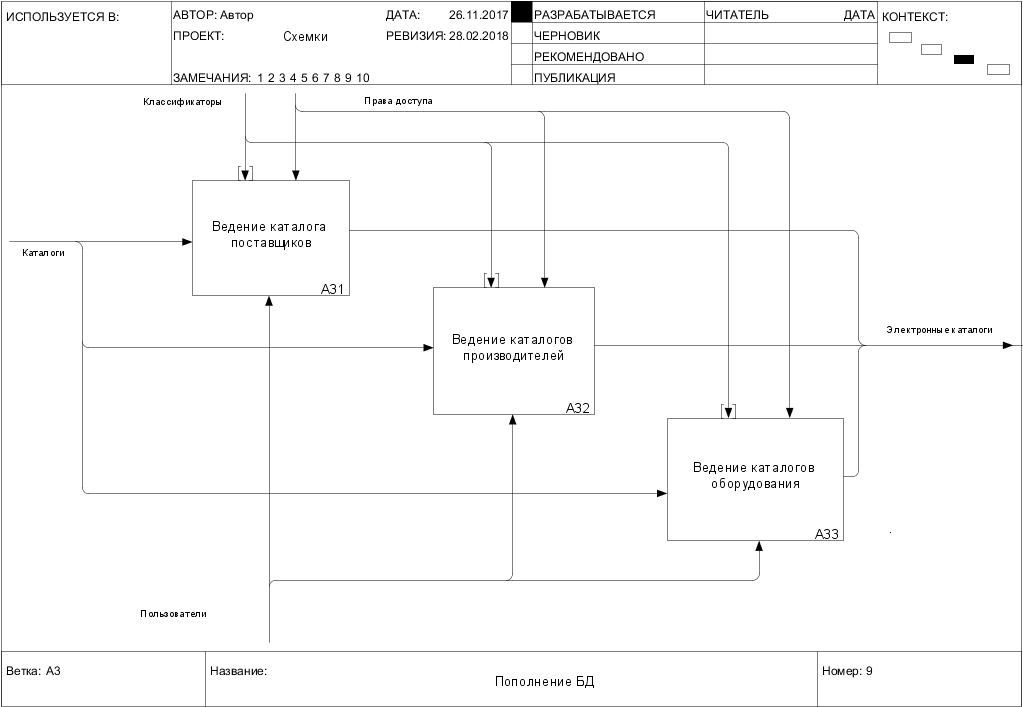 ИСПОЛЬЗУЕТСЯ В:
АВТОР: Автор
ДАТА: 26.11.2017
РАЗРАБАТЫВАЕТСЯ
ЧИТАТЕЛЬ
ДАТА
КОНТЕКСТ:
ПРОЕКТ: Схемки
РЕВИЗИЯ: 28.02.2018
ЧЕРНОВИК
РЕКОМЕНДОВАНО
ЗАМЕЧАНИЯ: 1 2 3 4 5 6 7 8 9 10
ПУБЛИКАЦИЯ
Классификаторы
Права доступа
Ведение каталога
поставщиков
A31
Каталоги
Ведение каталогов
производителей
A32
Электронные каталоги
Ведение каталогов
оборудования
A33
Пользователи
Ветка: A3
Название:
Пополнение БД
Номер: 9